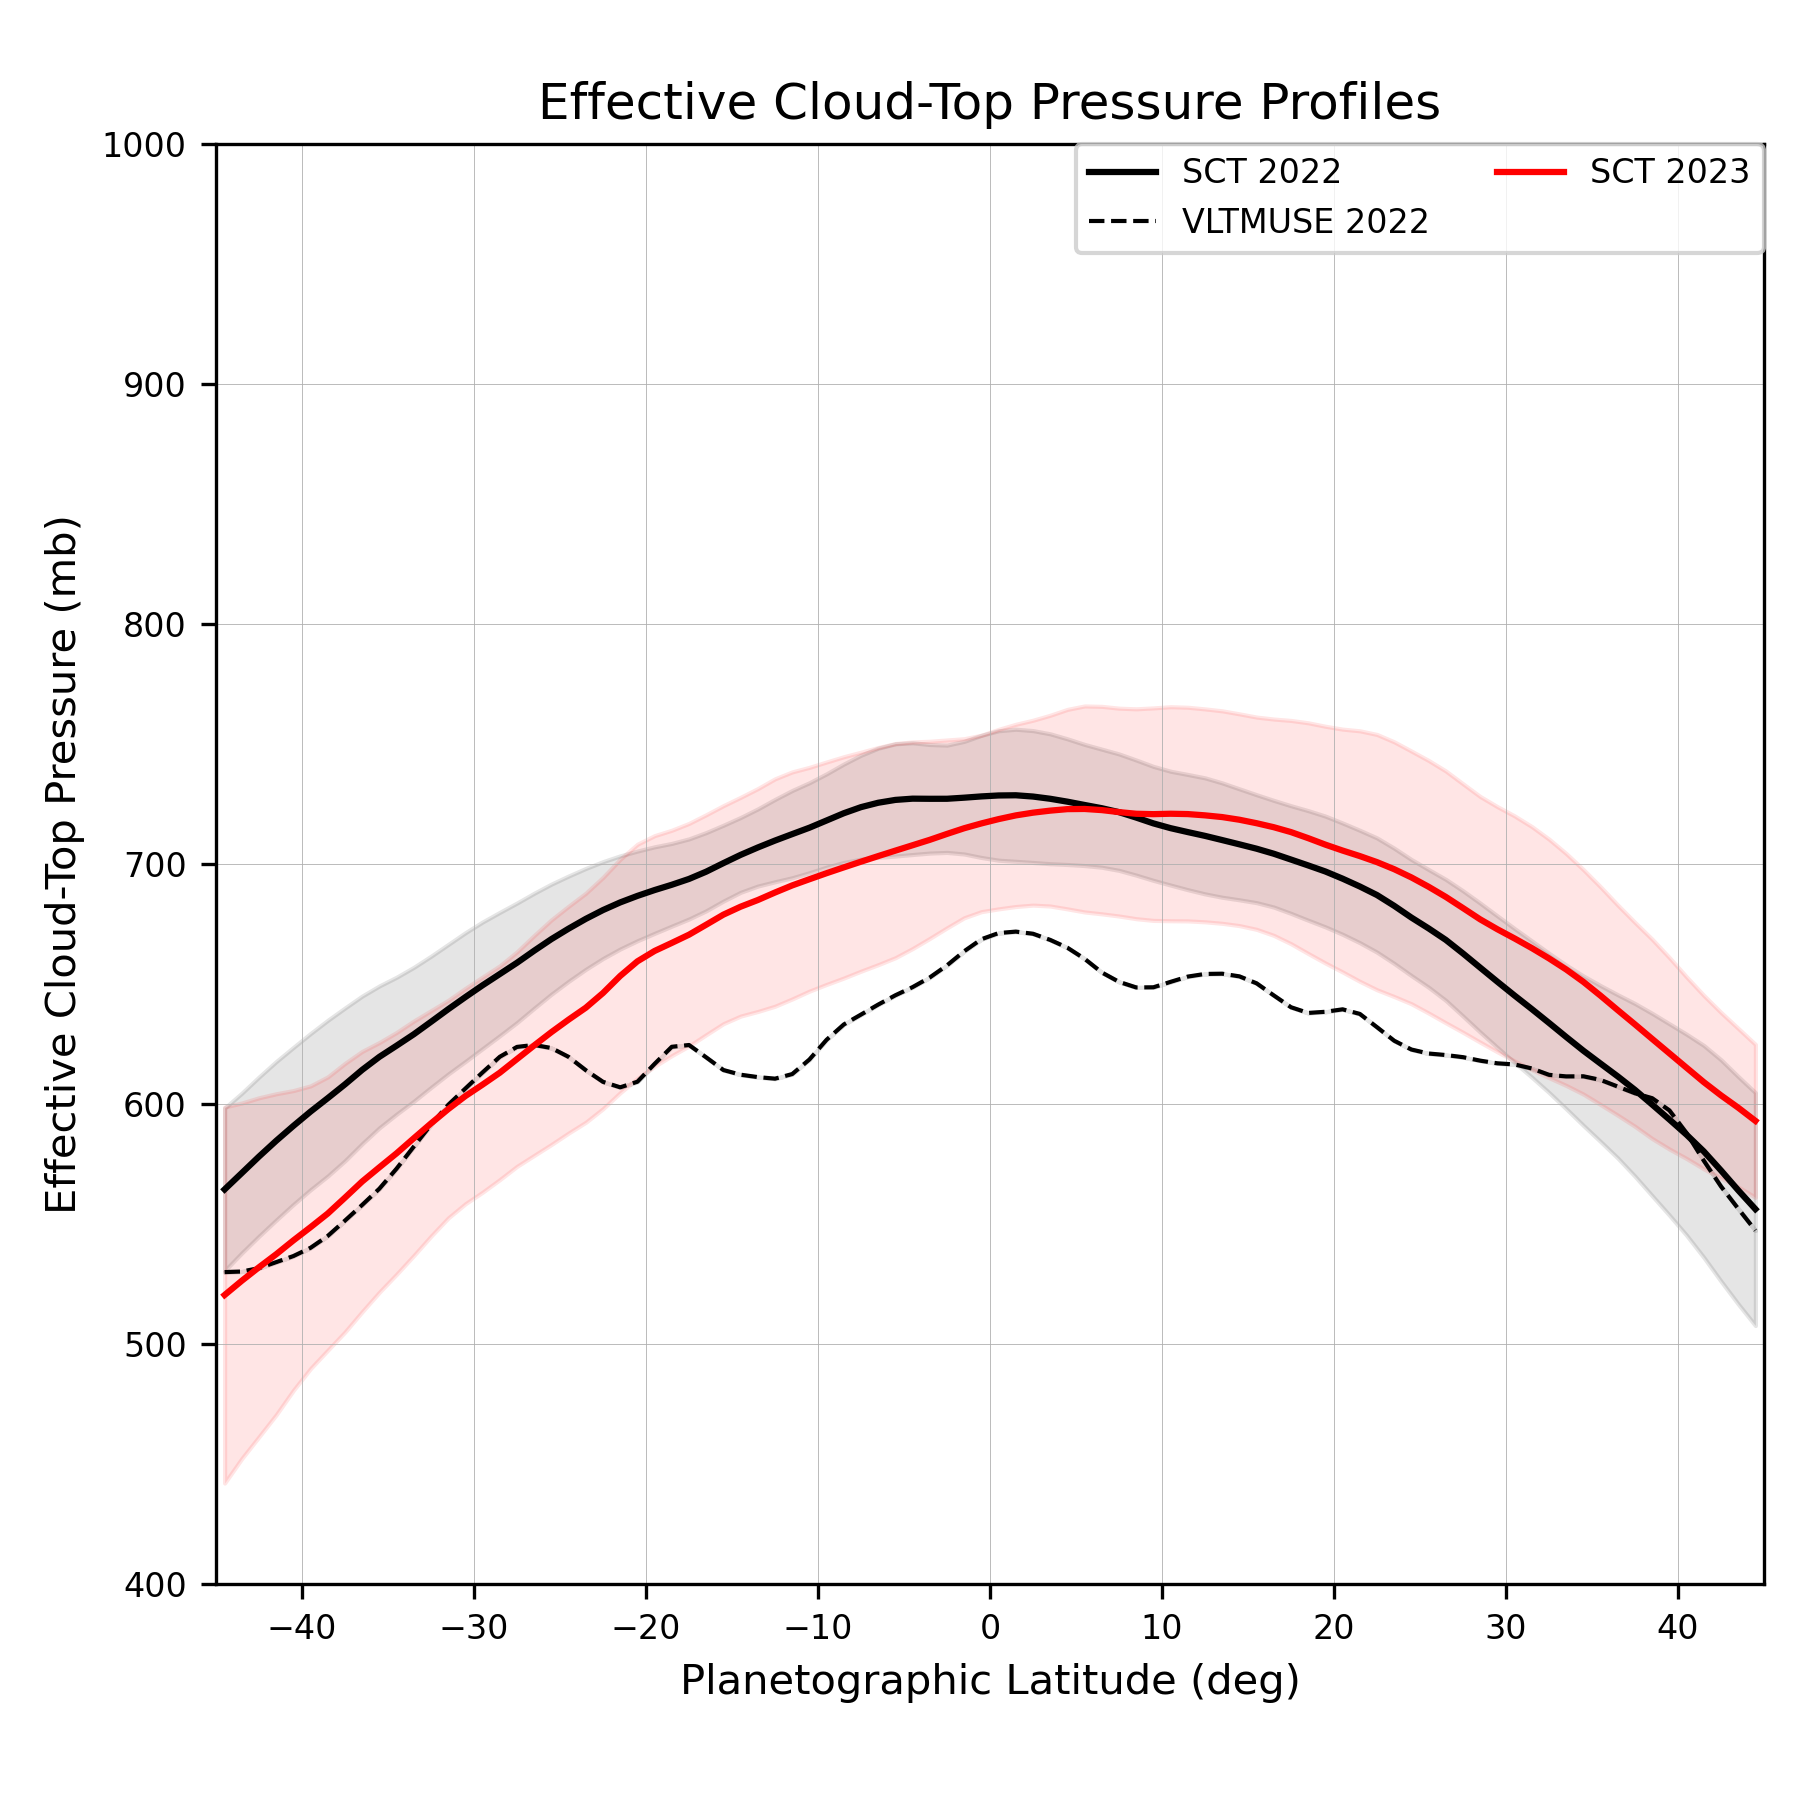 Effective Cloud-Top Pressure Profiles
SCT 2022
VLTMUSE 2022
SCT 2023
1000
900
800
700
600
500
400
Effective Cloud-Top Pressure (mb)
−40 −30 −20 −10 0 10 20 30 40
Planetographic Latitude (deg)